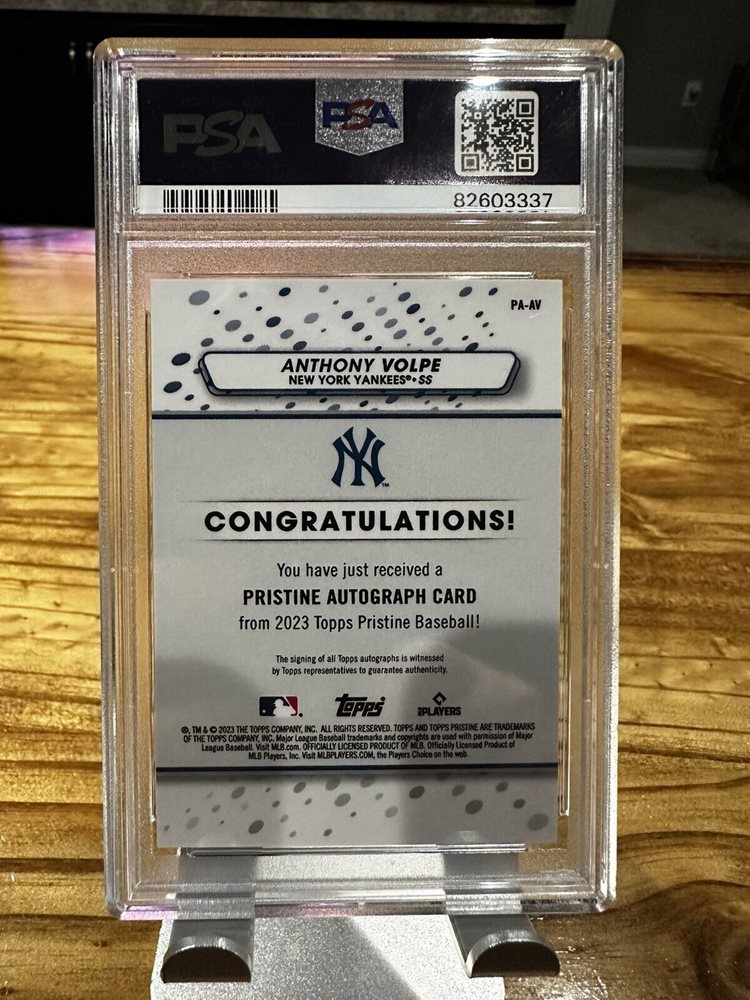 PSA PSA
82603337
PA-AV
ANTHONY VOLPE
NEW YORK YANKEES®•SS
NY™
CONGRATULATIONS!
You have just received a
PRISTINE AUTOGRAPH CARD
from 2023 Topps Pristine Baseball!
The signing of all Topps autographs is witnessed
by Topps representatives to guarantee authenticity.
Topps PLAYERS
®, TM & © 2023 THE TOPPS COMPANY, INC. ALL RIGHTS RESERVED. TOPPS AND TOPPS PRISTINE ARE TRADEMARKS
OF THE TOPPS COMPANY, INC. Major League Baseball trademarks and copyrights are used with permission of Major
League Baseball. Visit MLB.com. OFFICIALLY LICENSED PRODUCT OF MLB. Officially Licensed Product of
MLB Players, Inc. Visit MLBPLAYERS.COM, the Players Choice on the web.